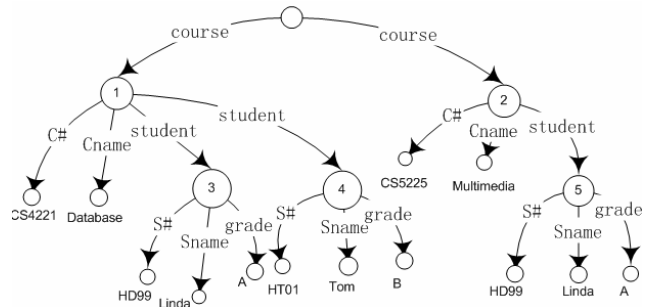 course course
1 2
C# Cname student student C# Cname student
CS4221 Database CS5225 Multimedia
3 4 5
S# Sname grade S# Sname grade S# Sname grade
HD99 Linda A HT01 Tom B HD99 Linda A